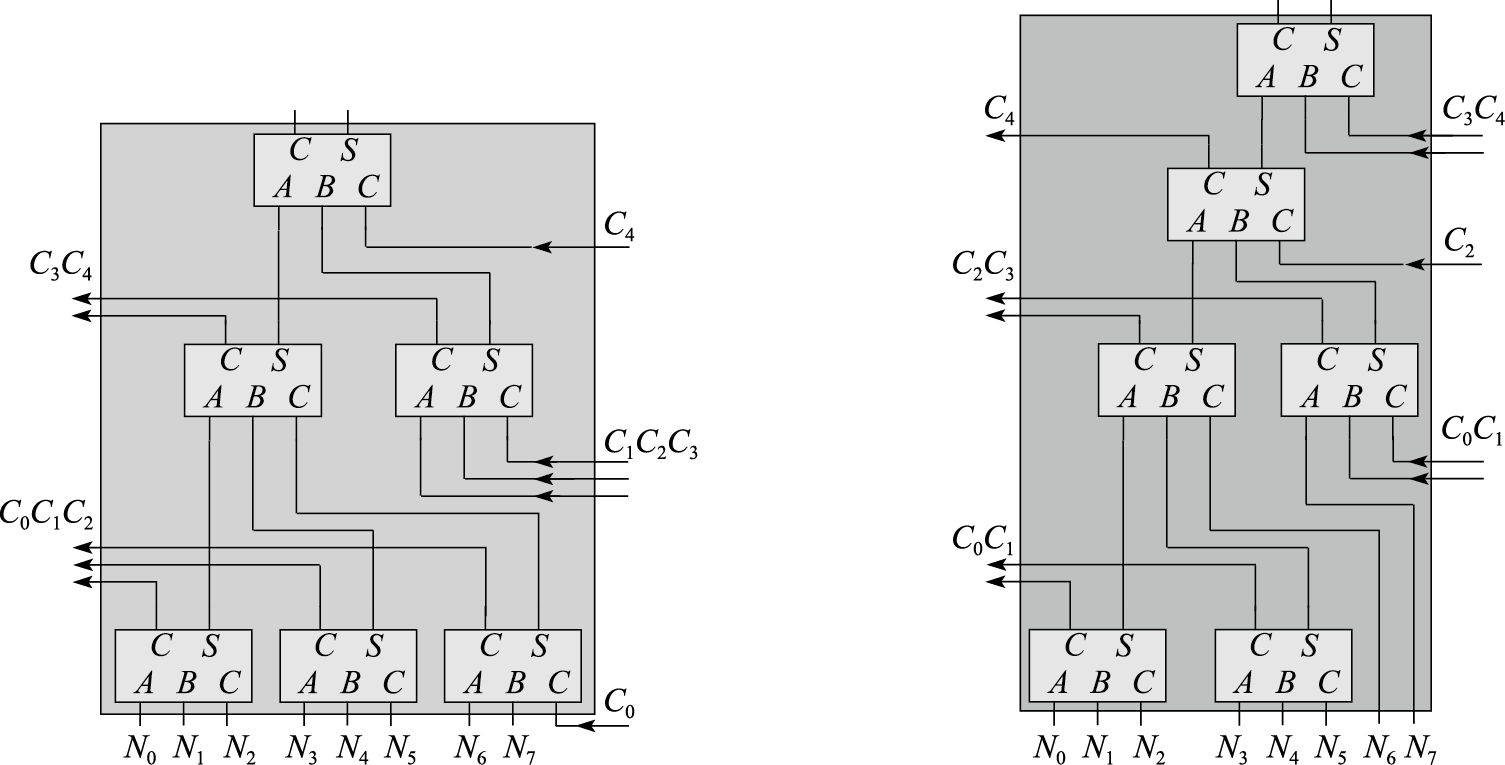 C S
A B C
C₄
C₃C₄
C S
A B C
C S
A B C
C₁C₂C₃
C₀C₁C₂
C S
A B C
C S
A B C
C S
A B C
C₀
N₀ N₁ N₂ N₃ N₄ N₅ N₆ N₇
C S
A B C
C₄
C₃C₄
C S
A B C
C₂
C₂C₃
C S
A B C
C S
A B C
C₀C₁
C₀C₁
C S
A B C
C S
A B C
N₀ N₁ N₂ N₃ N₄ N₅ N₆ N₇